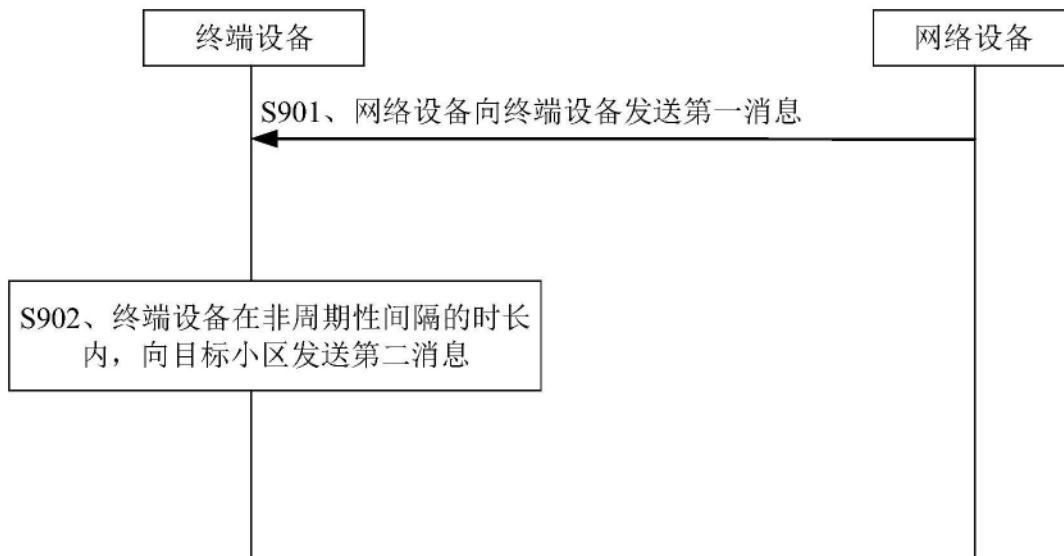 终端设备
网络设备
S901、网络设备向终端设备发送第一消息
S902、终端设备在非周期性间隔的时长
内，向目标小区发送第二消息